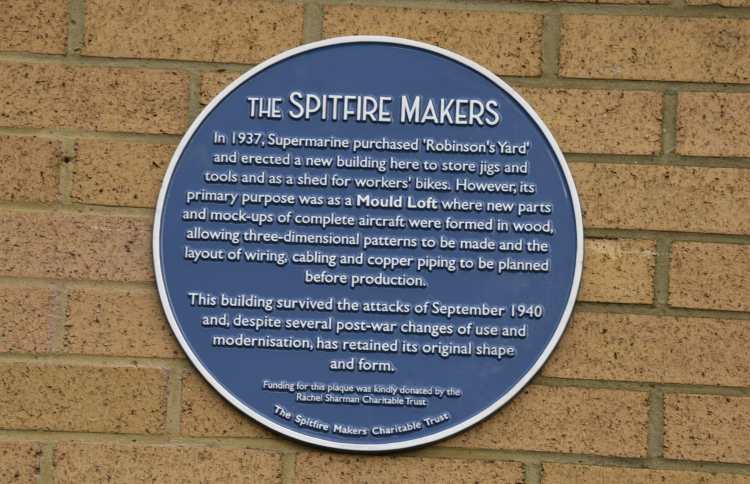 THE SPITFIRE MAKERS
In 1937, Supermarine purchased 'Robinson's Yard'
and erected a new building here to store jigs and
tools and as a shed for workers' bikes. However, its
primary purpose was as a Mould Loft where new parts
and mock-ups of complete aircraft were formed in wood,
allowing three-dimensional patterns to be made and the
layout of wiring, cabling and copper piping to be planned
before production.
This building survived the attacks of September 1940
and, despite several post-war changes of use and
modernisation, has retained its original shape
and form.
Funding for this plaque was kindly donated by the
Rachel Sharman Charitable Trust
The Spitfire Makers Charitable Trust